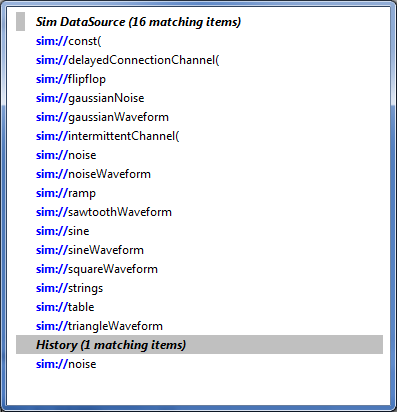 Sim DataSource (16 matching items)
sim://const(
sim://delayedConnectionChannel(
sim://flipflop
sim://gaussianNoise
sim://gaussianWaveform
sim://intermittentChannel(
sim://noise
sim://noiseWaveform
sim://ramp
sim://sawtoothWaveform
sim://sine
sim://sineWaveform
sim://squareWaveform
sim://strings
sim://table
sim://triangleWaveform
History (1 matching items)
sim://noise